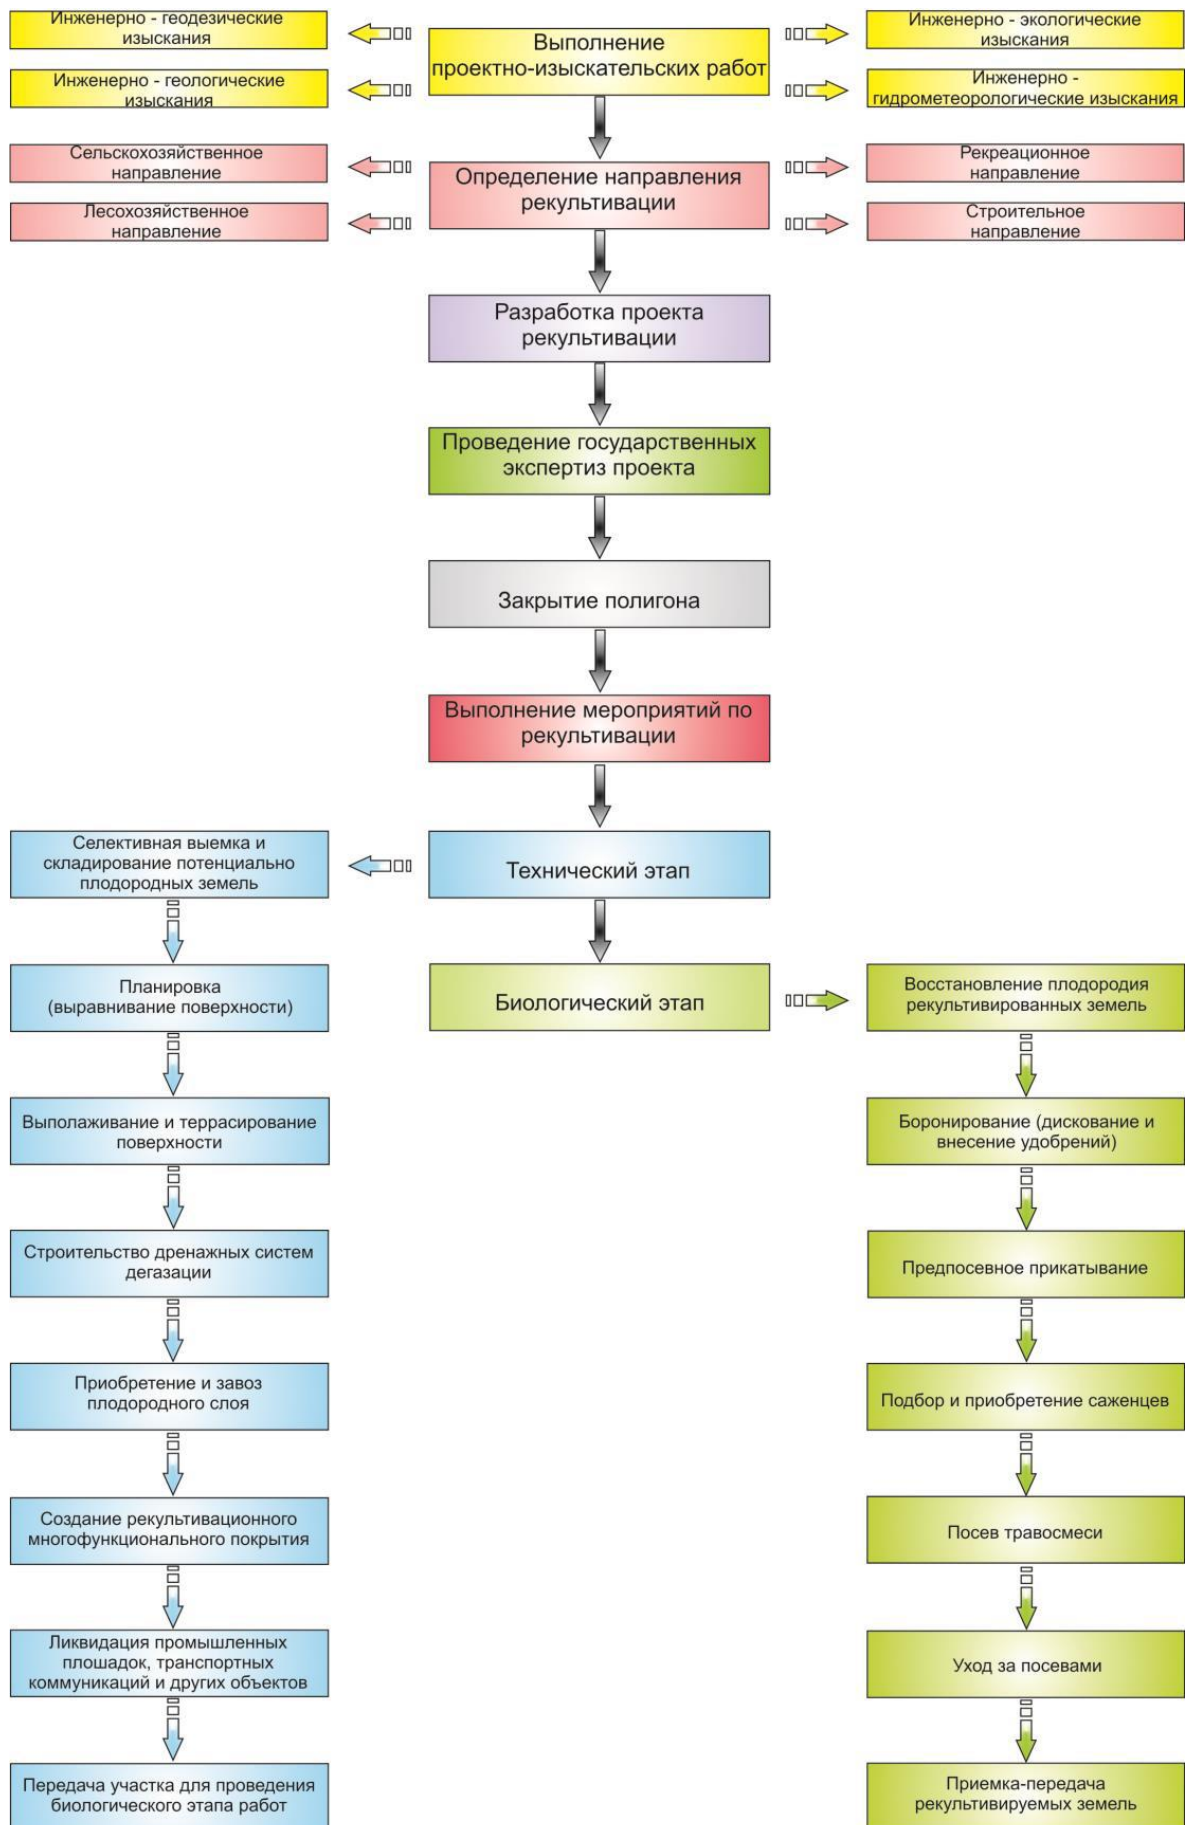 Инженерно - геодезические
изыскания
Выполнение
проектно-изыскательских работ
Инженерно - экологические
изыскания
Инженерно - геологические
изыскания
Инженерно -
гидрометеорологические изыскания
Сельскохозяйственное
направление
Определение направления
рекультивации
Рекреационное
направление
Лесохозяйственное
направление
Строительное
направление
Разработка проекта
рекультивации
Проведение государственных
экспертиз проекта
Закрытие полигона
Выполнение мероприятий по
рекультивации
Технический этап
Селективная выемка и
складирование потенциально
плодородных земель
Планировка
(выравнивание поверхности)
Выполаживание и террасирование
поверхности
Строительство дренажных систем
дегазации
Приобретение и завоз
плодородного слоя
Создание рекультивационного
многофункционального покрытия
Ликвидация промышленных
плошадок, транспортных
коммуникаций и других объектов
Передача участка для проведения
биологического этапа работ
Биологический этап
Восстановление плодородия
рекультивированных земель
Боронирование (дискование и
внесение удобрений)
Предпосевное прикатывание
Подбор и приобретение саженцев
Посев травосмеси
Уход за посевами
Приемка-передача
рекультивируемых земель